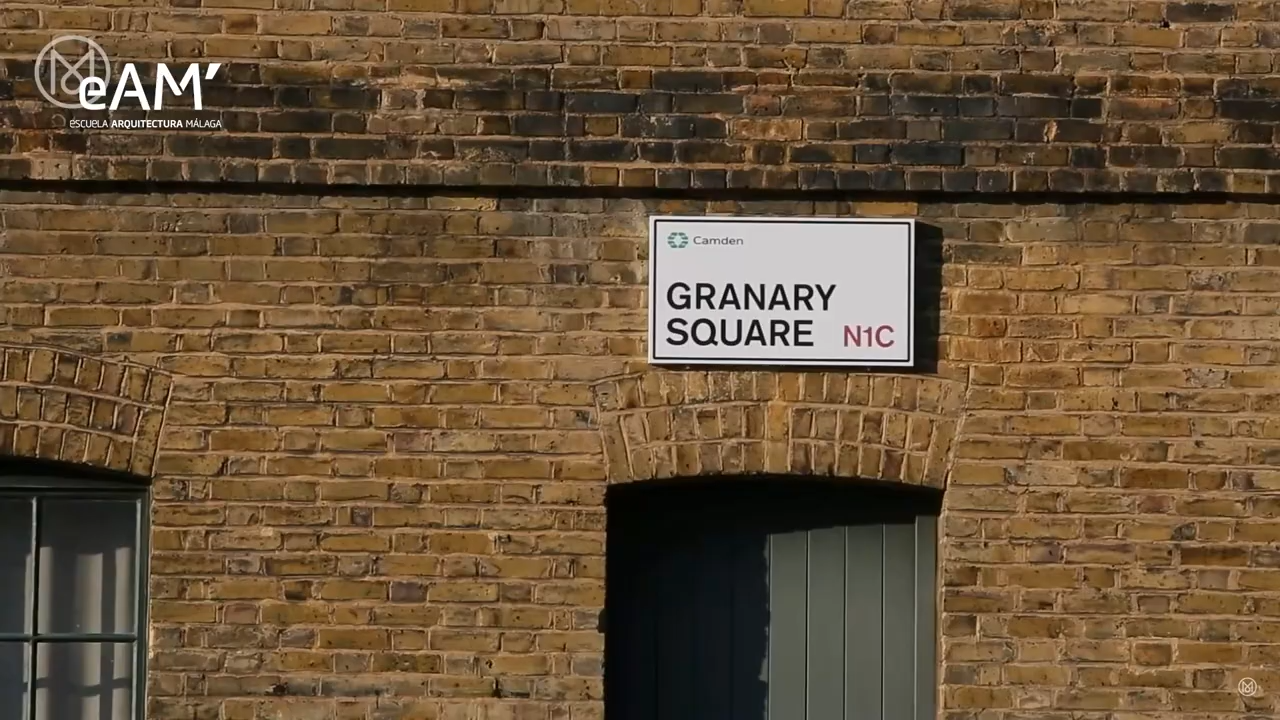 eAM'
ESCUELA ARQUITECTURA MÁLAGA
Camden
GRANARY
SQUARE N1C